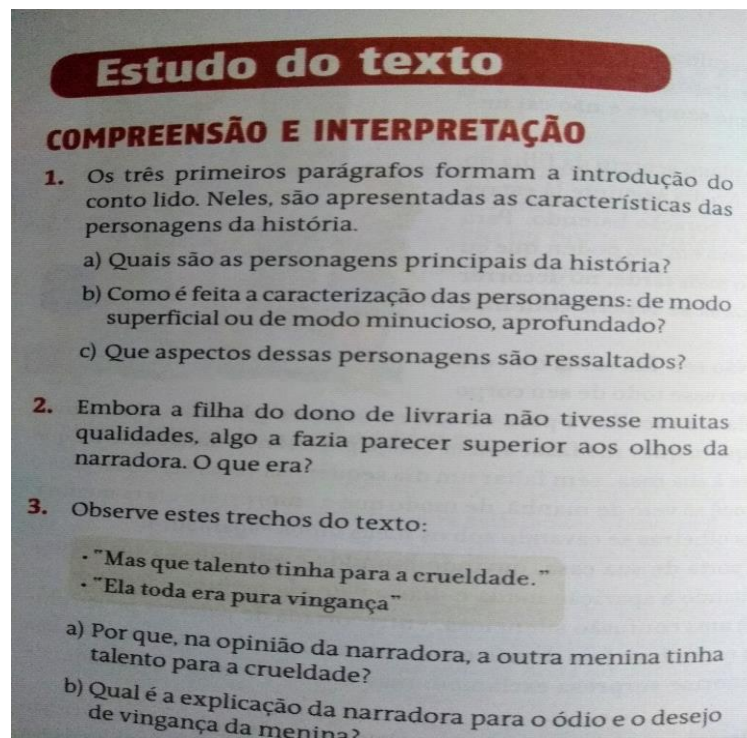 Estudo do texto
COMPREENSÃO E INTERPRETAÇÃO
1. Os três primeiros parágrafos formam a introdução do
conto lido. Neles, são apresentadas as características das
personagens da história.
a) Quais são as personagens principais da história?
b) Como é feita a caracterização das personagens: de modo
superficial ou de modo minucioso, aprofundado?
c) Que aspectos dessas personagens são ressaltados?
2. Embora a filha do dono de livraria não tivesse muitas
qualidades, algo a fazia parecer superior aos olhos da
narradora. O que era?
3. Observe estes trechos do texto:
• "Mas que talento tinha para a crueldade."
• "Ela toda era pura vingança"
a) Por que, na opinião da narradora, a outra menina tinha
talento para a crueldade?
b) Qual é a explicação da narradora para o ódio e o desejo
de vingança da menina?